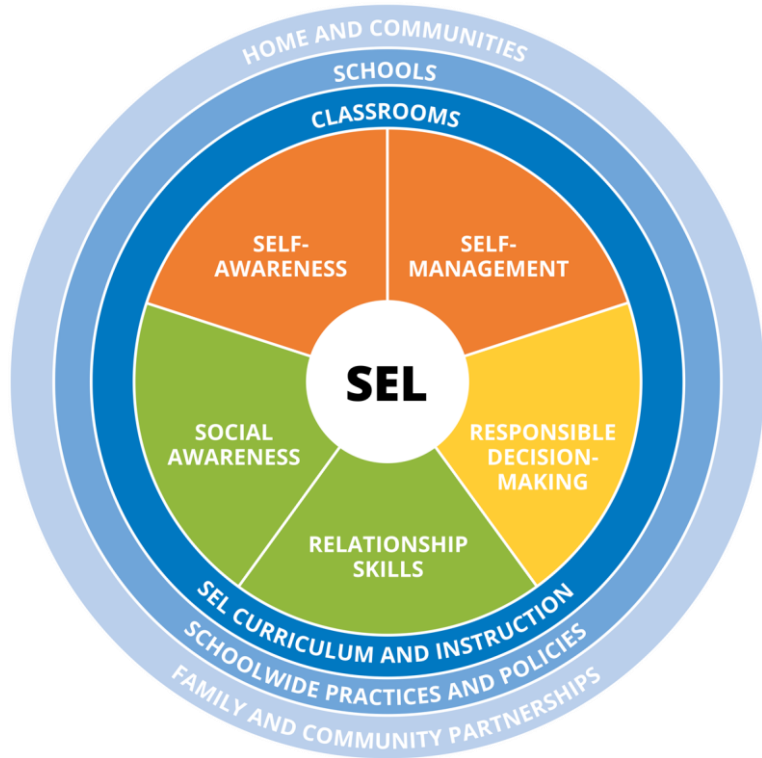 HOME AND COMMUNITIES
SCHOOLS
CLASSROOMS
SELF-
AWARENESS
SELF-
MANAGEMENT
SEL
SOCIAL
AWARENESS
RESPONSIBLE
DECISION-
MAKING
RELATIONSHIP
SKILLS
SEL CURRICULUM AND INSTRUCTION
SCHOOLWIDE PRACTICES AND POLICIES
FAMILY AND COMMUNITY PARTNERSHIPS